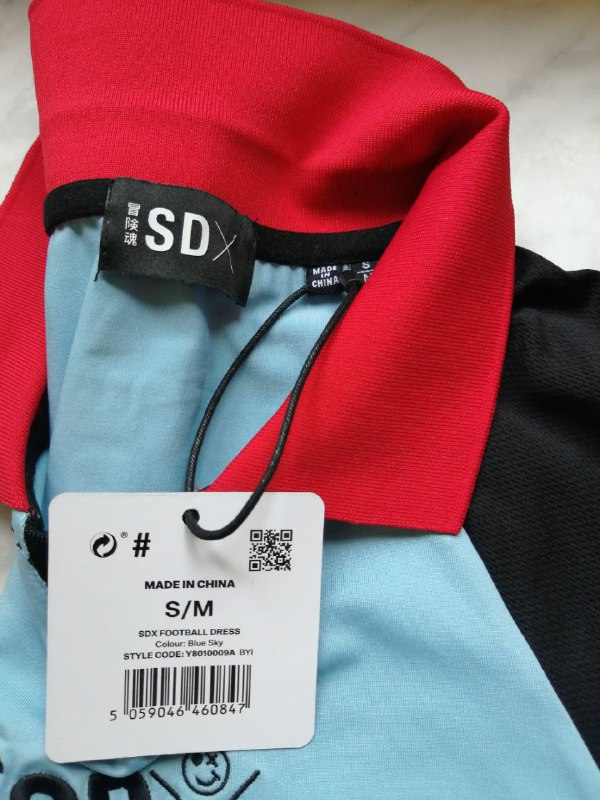 冒険魂
SDX
MADE
IN
CHINA
S
® #
MADE IN CHINA
S/M
SDX FOOTBALL DRESS
Colour: Blue Sky
STYLE CODE: Y8010009A BYI
5 059046 460847